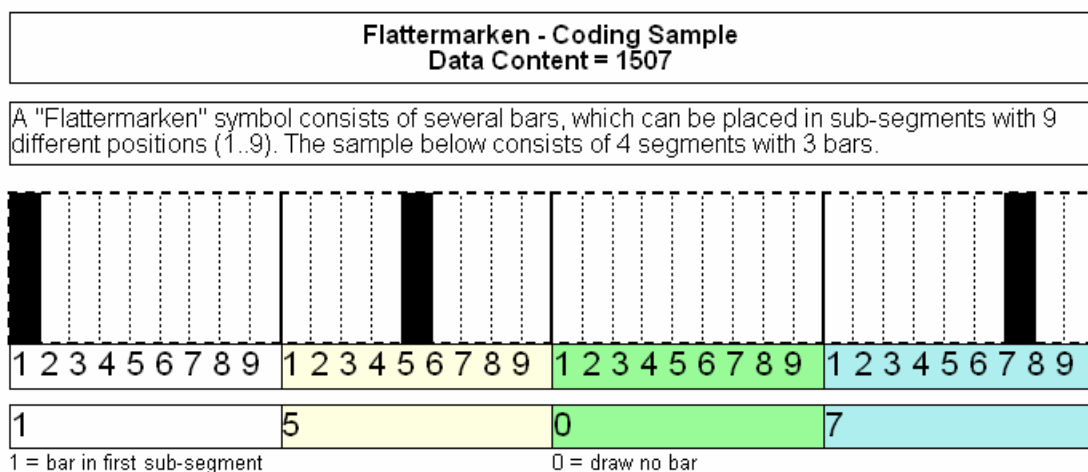 Flattermarken - Coding Sample
Data Content = 1507
A "Flattermarken" symbol consists of several bars, which can be placed in sub-segments with 9
different positions (1..9). The sample below consists of 4 segments with 3 bars.
1 2 3 4 5 6 7 8 9 1 2 3 4 5 6 7 8 9 1 2 3 4 5 6 7 8 9 1 2 3 4 5 6 7 8 9
1 5 0 7
1 = bar in first sub-segment 0 = draw no bar